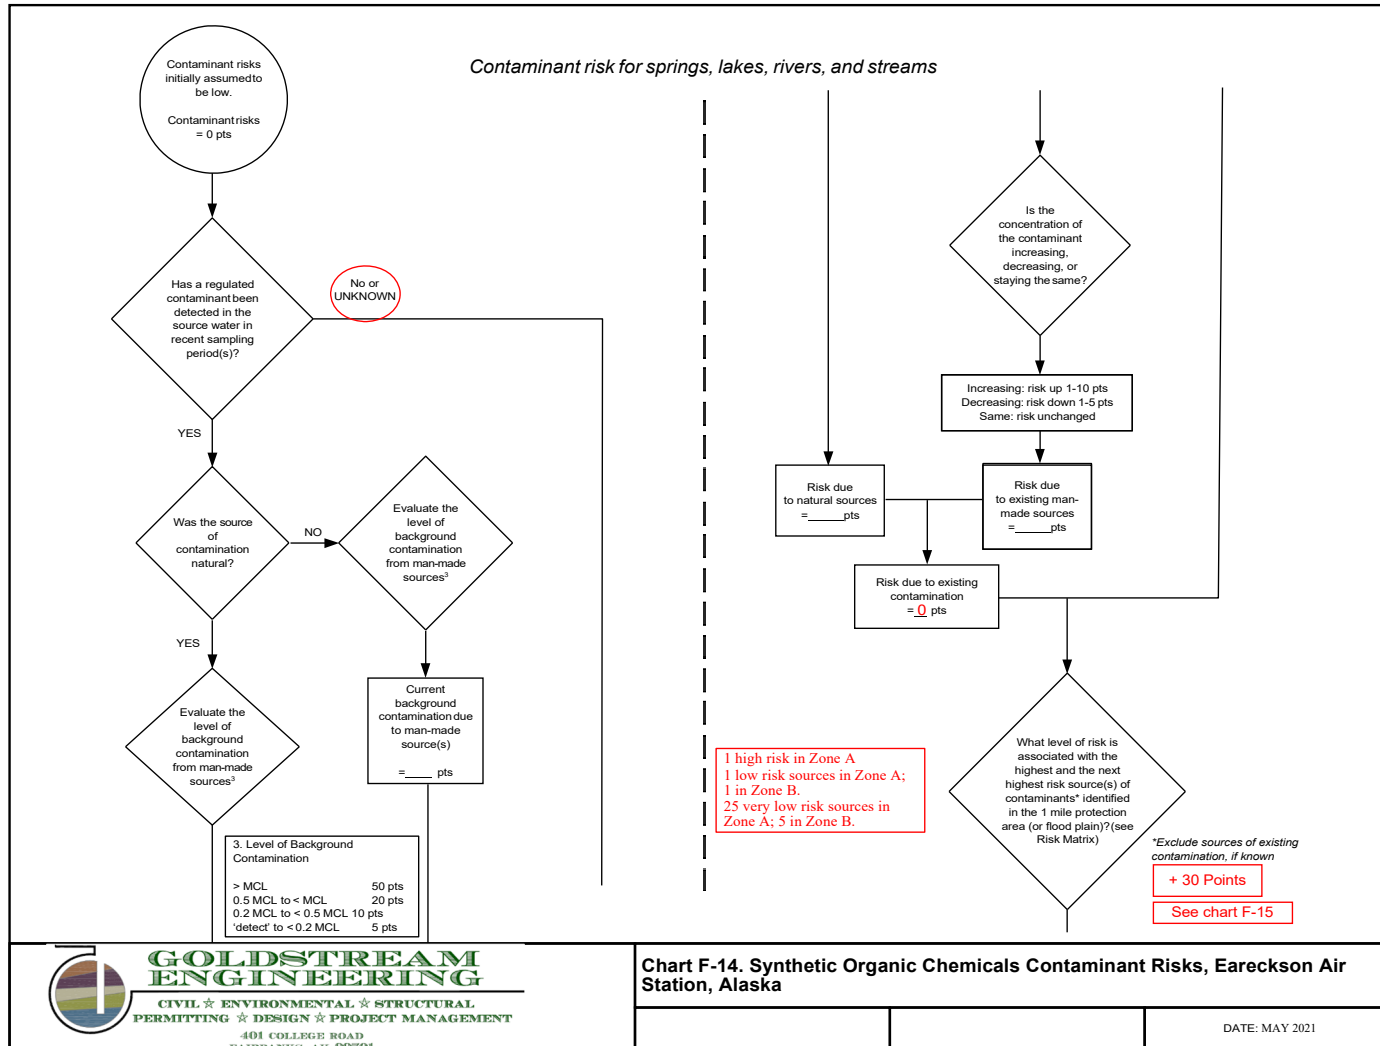 Contaminant risk for springs, lakes, rivers, and streams
Contaminant risks
initially assumed to
be low.
Contaminant risks
= 0 pts
Has a regulated
contaminant been
detected in the
source water in
recent sampling
period(s)?
No or
UNKNOWN
YES
Was the source
of
contamination
natural?
NO
Evaluate the
level of
background
contamination
from man-made
sources3
YES
Evaluate the
level of
background
contamination
from man-made
sources3
Current
background
contamination due
to man-made
source(s)
=____ pts
3. Level of Background
Contamination
> MCL 50 pts
0.5 MCL to < MCL 20 pts
0.2 MCL to < 0.5 MCL 10 pts
'detect' to < 0.2 MCL 5 pts
Is the
concentration of
the contaminant
increasing,
decreasing, or
staying the same?
Increasing: risk up 1-10 pts
Decreasing: risk down 1-5 pts
Same: risk unchanged
Risk due
to natural sources
=______pts
Risk due
to existing man-
made sources
=______pts
Risk due to existing
contamination
= 0 pts
1 high risk in Zone A
1 low risk sources in Zone A;
1 in Zone B.
25 very low risk sources in
Zone A; 5 in Zone B.
What level of risk is
associated with the
highest and the next
highest risk source(s) of
contaminants* identified
in the 1 mile protection
area (or flood plain)?(see
Risk Matrix)
*Exclude sources of existing
contamination, if known
+ 30 Points
See chart F-15
GOLDSTREAM
ENGINEERING
CIVIL ☆ ENVIRONMENTAL ☆ STRUCTURAL
PERMITTING ☆ DESIGN ☆ PROJECT MANAGEMENT
401 COLLEGE ROAD
Chart F-14. Synthetic Organic Chemicals Contaminant Risks, Eareckson Air
Station, Alaska
DATE: MAY 2021